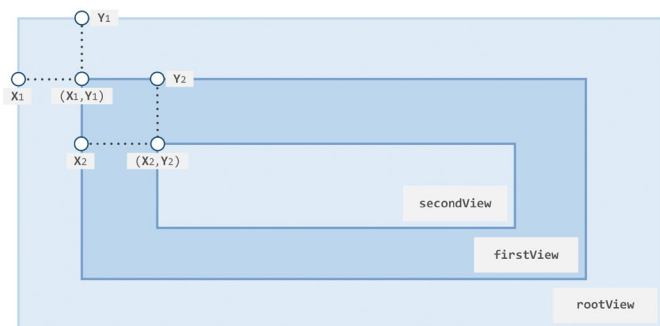 Y1
X1
(X1,Y1)
Y2
X2
(X2,Y2)
secondView
firstView
rootView